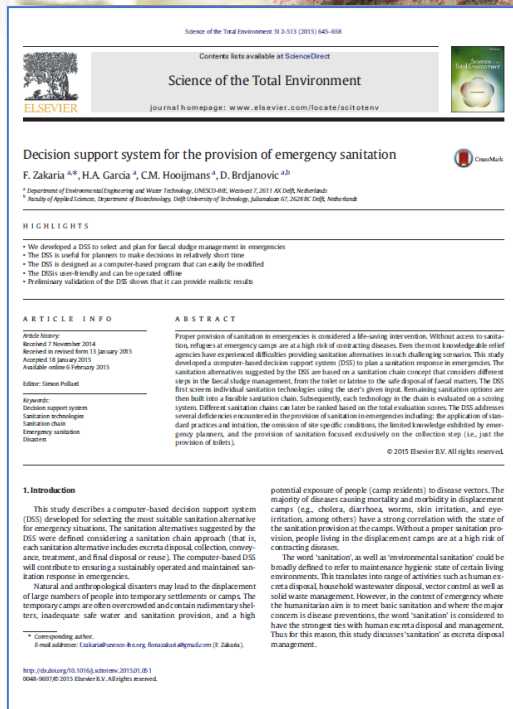 Science of the Total Environment 512–513 (2015) 645–658
Contents lists available at ScienceDirect
Science of the Total Environment
journal homepage: www.elsevier.com/locate/scitotenv
ELSEVIER
Science of the
Total Environment
Decision support system for the provision of emergency sanitation
CrossMark
F. Zakaria a,*, H.A. Garcia a, C.M. Hooijmans a, D. Brdjanovic a,b
a Department of Environmental Engineering and Water Technology, UNESCO-IHE, Westvest 7, 2611 AX Delft, Netherlands
b Faculty of Applied Sciences, Department of Biotechnology, Delft University of Technology, Julianalaan 67, 2628 BC Delft, Netherlands
HIGHLIGHTS
• We developed a DSS to select and plan for faecal sludge management in emergencies
• The DSS is useful for planners to make decisions in relatively short time
• The DSS is designed as a computer-based program that can easily be modified
• The DSSis user-friendly and can be operated offline
• Preliminary validation of the DSS shows that it can provide realistic results
ARTICLE INFO
Article history:
Received 7 November 2014
Received in revised form 13 January 2015
Accepted 18 January 2015
Available online 6 February 2015
Editor: Simon Pollard
Keywords:
Decision support system
Sanitation technologies
Sanitation chain
Emergency sanitation
Disasters
ABSTRACT
Proper provision of sanitation in emergencies is considered a life-saving intervention. Without access to sanita-
tion, refugees at emergency camps are at a high risk of contracting diseases. Even the most knowledgeable relief
agencies have experienced difficulties providing sanitation alternatives in such challenging scenarios. This study
developed a computer-based decision support system (DSS) to plan a sanitation response in emergencies. The
sanitation alternatives suggested by the DSS are based on a sanitation chain concept that considers different
steps in the faecal sludge management, from the toilet or latrine to the safe disposal of faecal matters. The DSS
first screens individual sanitation technologies using the user's given input. Remaining sanitation options are
then built into a feasible sanitation chain. Subsequently, each technology in the chain is evaluated on a scoring
system. Different sanitation chains can later be ranked based on the total evaluation scores. The DSS addresses
several deficiencies encountered in the provision of sanitation in emergencies including: the application of stan-
dard practices and intuition, the omission of site specific conditions, the limited knowledge exhibited by emerg-
ency planners, and the provision of sanitation focused exclusively on the collection step (i.e., just the
provision of toilets).
© 2015 Elsevier B.V. All rights reserved.
1. Introduction
This study describes a computer-based decision support system
(DSS) developed for selecting the most suitable sanitation alternative
for emergency situations. The sanitation alternatives suggested by
the DSS were defined considering a sanitation chain approach (that is,
each sanitation alternative includes excreta disposal, collection, convey-
ance, treatment, and final disposal or reuse). The computer-based DSS
will contribute to ensuring a sustainably operated and maintained san-
itation response in emergencies.
Natural and anthropological disasters may lead to the displacement
of large numbers of people into temporary settlements or camps. The
temporary camps are often overcrowded and contain rudimentary shel-
ters, inadequate safe water and sanitation provision, and a high
* Corresponding author.
E-mail addresses: f.zakaria@unesco-ihe.org, fionazakaria@gmail.com (F. Zakaria).
potential exposure of people (camp residents) to disease vectors. The
majority of diseases causing mortality and morbidity in displacement
camps (e.g., cholera, diarrhoea, worms, skin irritation, and eye-
irritation, among others) have a strong correlation with the state of
the sanitation provision at the camps. Without a proper sanitation pro-
vision, people living in the displacement camps are at high risk of
contracting diseases.
The word 'sanitation', as well as 'environmental sanitation' could be
broadly defined to refer to maintenance hygienic state of certain living
environments. This translates into range of activities such as human ex-
creta disposal, household wastewater disposal, vector control as well as
solid waste management. However, in the context of emergency where
the humanitarian aim is to meet basic sanitation and where the major
concern is disease preventions, the word 'sanitation' is considered to
have the strongest ties with human excreta disposal and management.
Thus for this reason, this study discusses 'sanitation' as excreta disposal
management.
http://dx.doi.org/10.1016/j.scitotenv.2015.01.051
0048-9697/© 2015 Elsevier B.V. All rights reserved.